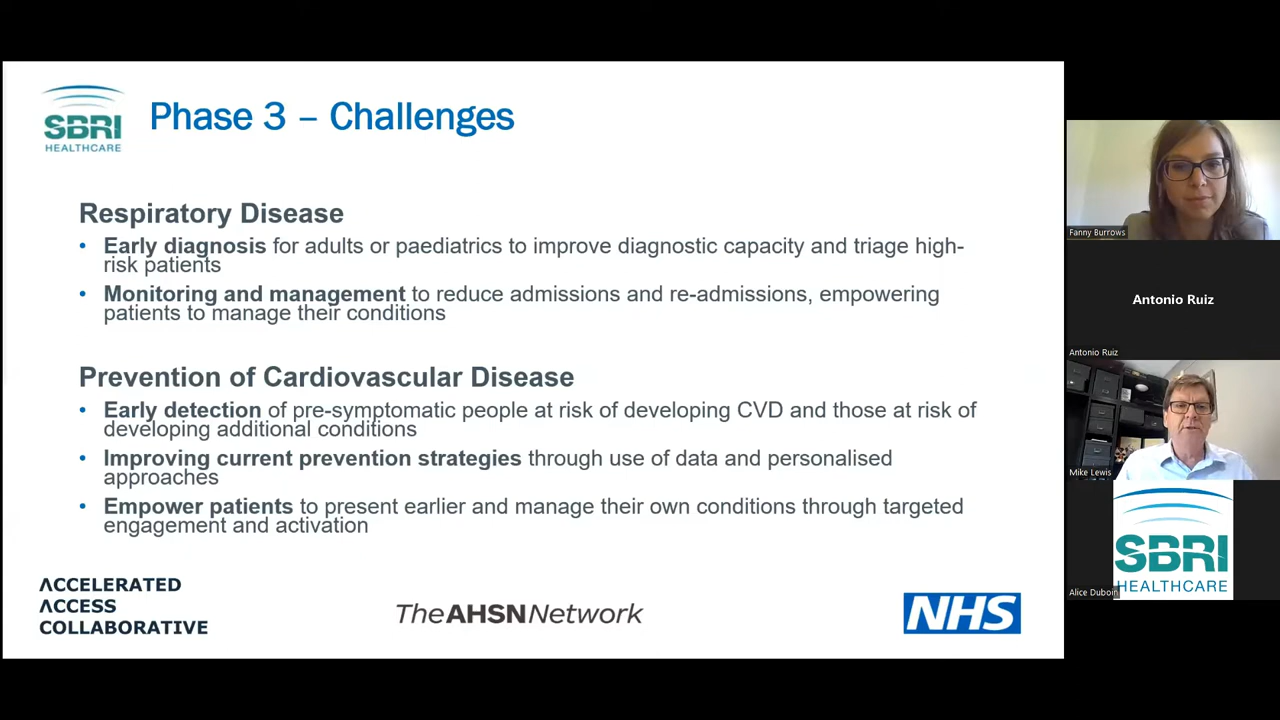 SBRI
HEALTHCARE
Phase 3 – Challenges
Respiratory Disease
• Early diagnosis for adults or paediatrics to improve diagnostic capacity and triage high-
risk patients
• Monitoring and management to reduce admissions and re-admissions, empowering
patients to manage their conditions
Prevention of Cardiovascular Disease
• Early detection of pre-symptomatic people at risk of developing CVD and those at risk of
developing additional conditions
• Improving current prevention strategies through use of data and personalised
approaches
• Empower patients to present earlier and manage their own conditions through targeted
engagement and activation
ACCELERATED
ACCESS
COLLABORATIVE
TheAHSNNetwork
NHS
Fanny Burrows
Antonio Ruiz
Antonio Ruiz
Mike Lewis
SBRI
HEALTHCARE
Alice Duboin